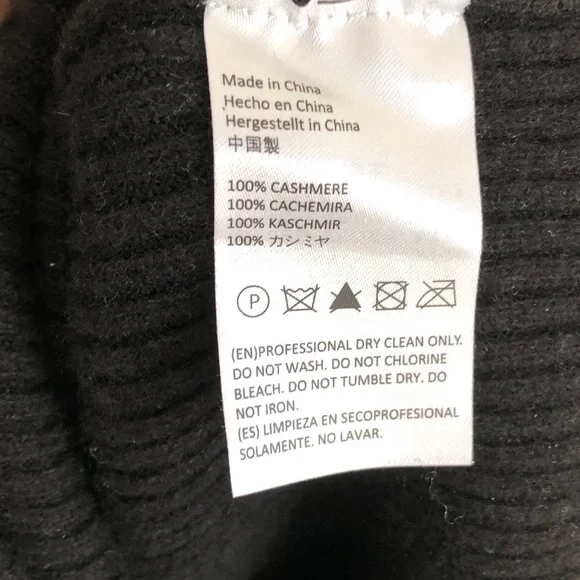 Made in China
Hecho en China
Hergestellt in China
中国製
100% CASHMERE
100% CACHEMIRA
100% KASCHMIR
100% カシミヤ
P
(EN)PROFESSIONAL DRY CLEAN ONLY.
DO NOT WASH. DO NOT CHLORINE
BLEACH. DO NOT TUMBLE DRY. DO
NOT IRON.
(ES) LIMPIEZA EN SECOPROFESIONAL
SOLAMENTE. NO LAVAR.